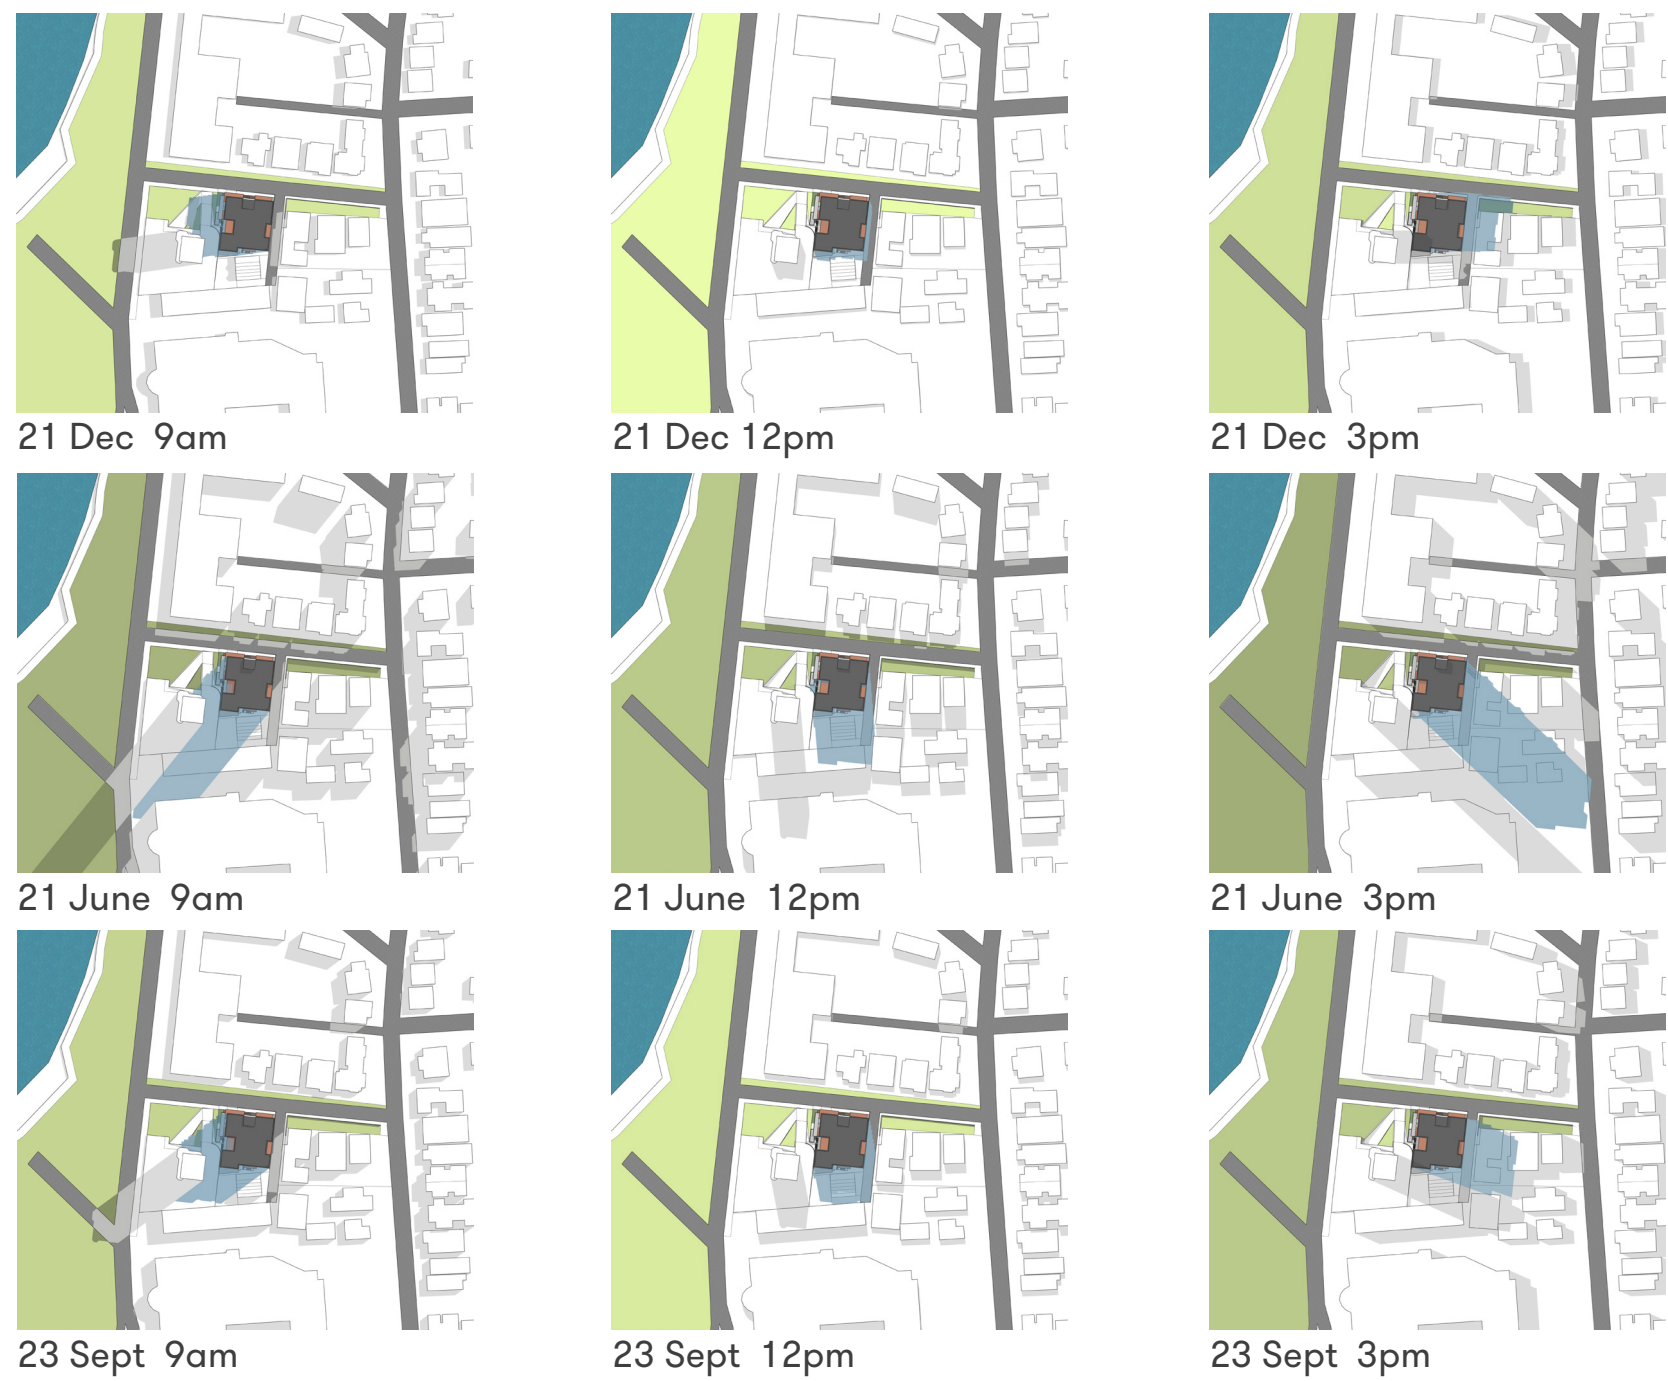 21 Dec 9am
21 Dec 12pm
21 Dec 3pm
21 June 9am
21 June 12pm
21 June 3pm
23 Sept 9am
23 Sept 12pm
23 Sept 3pm